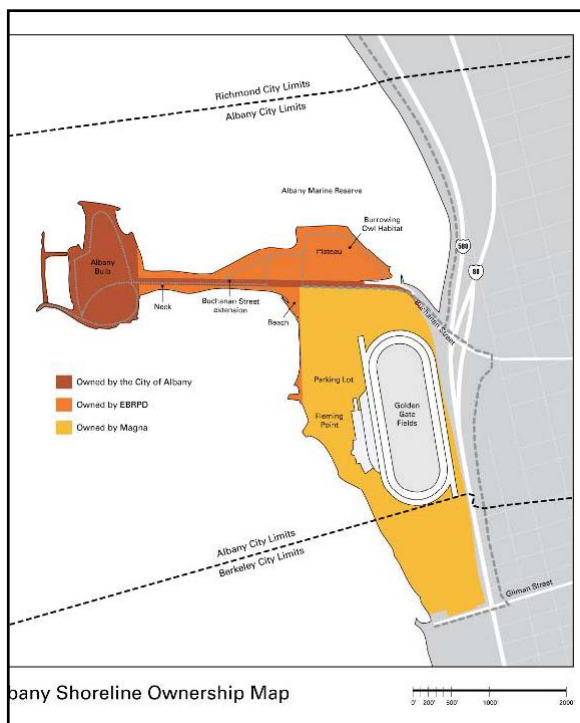 Richmond City Limits
Albany City Limits
Albany Marine Reserve
Burrowing
Owl Habitat
Plateau
580
80
Albany
Bulb
Neck
Buchanan Street
extension
Beach
Buchanan Street
Owned by the City of Albany
Owned by EBRPD
Owned by Magna
Parking Lot
Fleming
Point
Golden
Gate
Fields
Albany City Limits
Berkeley City Limits
Gilman Street
bany Shoreline Ownership Map
0' 200' 500' 1000 2000